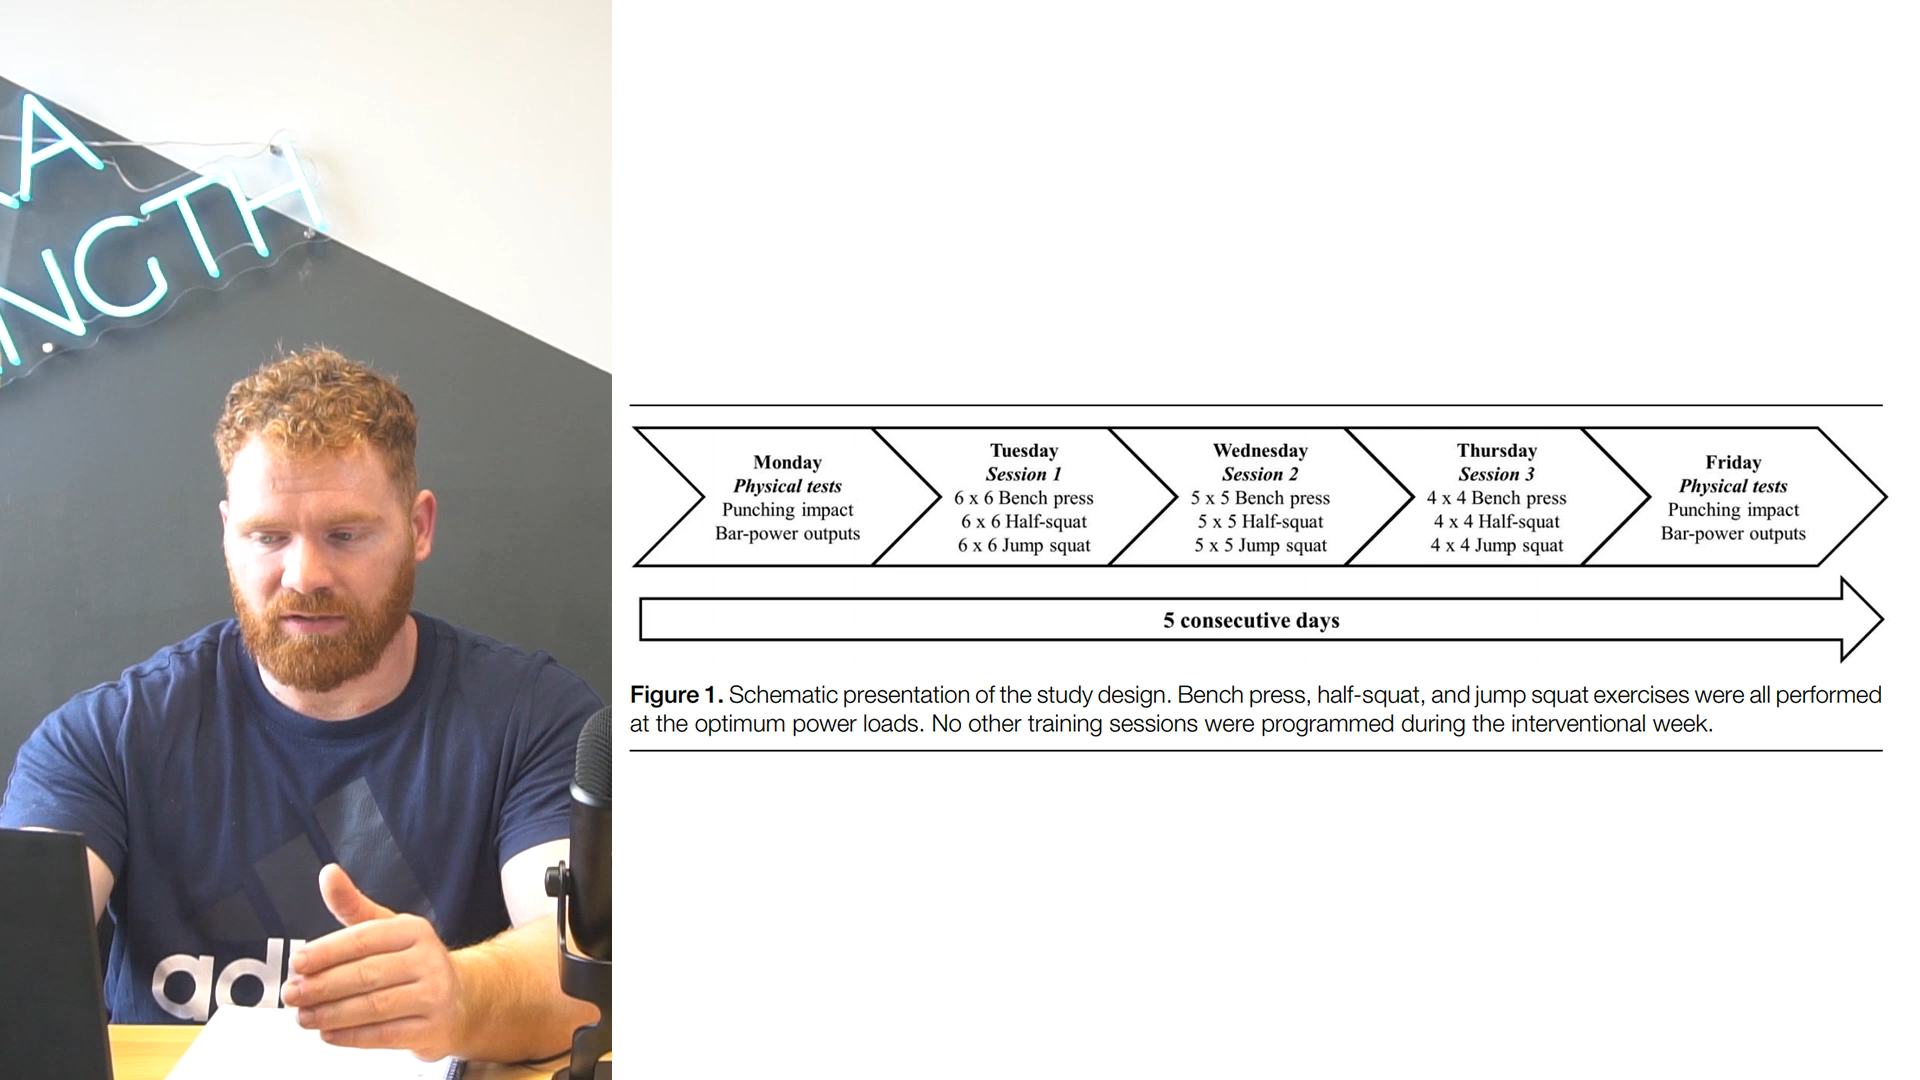 A
NGTH
Monday
Physical tests
Punching impact
Bar-power outputs
Tuesday
Session 1
6 x 6 Bench press
6 x 6 Half-squat
6 x 6 Jump squat
Wednesday
Session 2
5 x 5 Bench press
5 x 5 Half-squat
5 x 5 Jump squat
Thursday
Session 3
4 x 4 Bench press
4 x 4 Half-squat
4 x 4 Jump squat
Friday
Physical tests
Punching impact
Bar-power outputs
5 consecutive days
Figure 1. Schematic presentation of the study design. Bench press, half-squat, and jump squat exercises were all performed
at the optimum power loads. No other training sessions were programmed during the interventional week.
adi